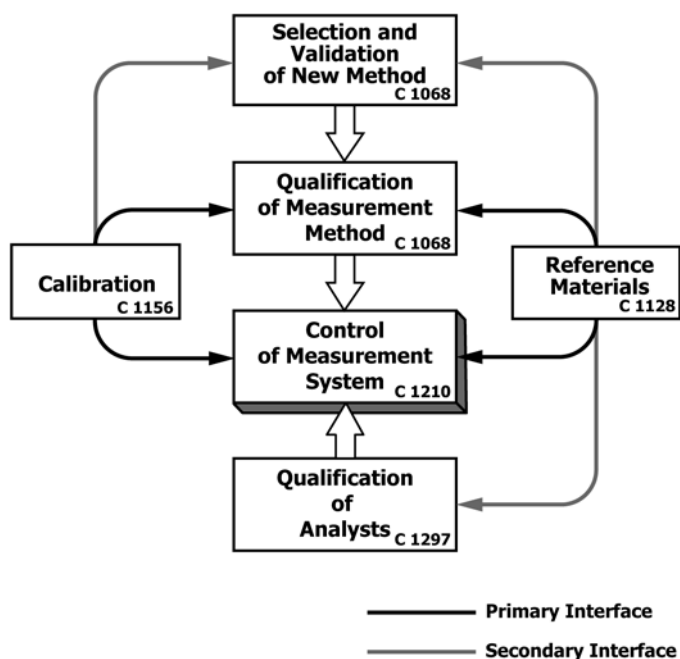 Selection and
Validation
of New Method
C 1068
Qualification
of Measurement
Method
C 1068
Calibration
C 1156
Reference
Materials
C 1128
Control
of Measurement
System
C 1210
Qualification
of
Analysts
C 1297
Primary Interface
Secondary Interface